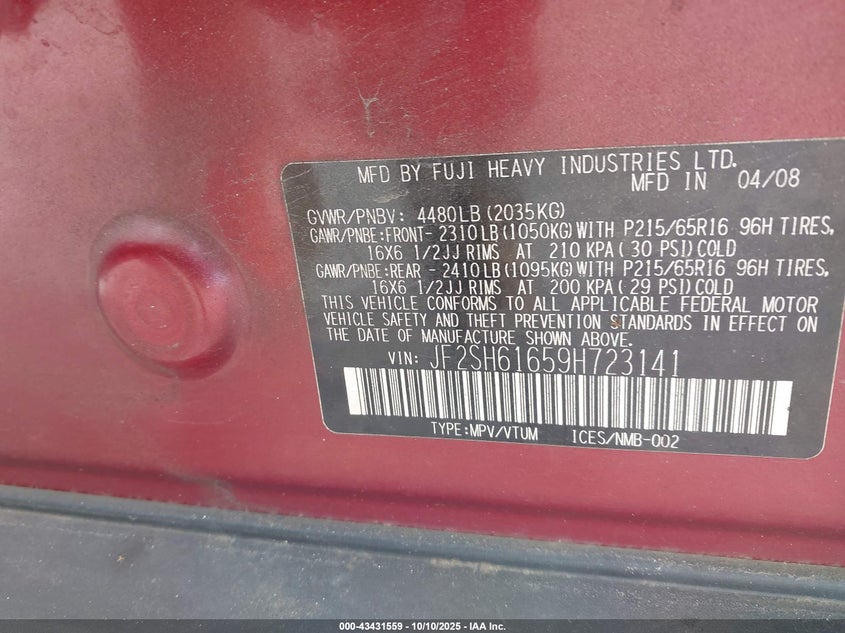 MFD BY FUJI HEAVY INDUSTRIES LTD.
MFD IN 04/08
GVWR/PNBV: 4480LB(2035KG)
GAWR/PNBE:FRONT-2310LB(1050KG)WITH P215/65R16 96H TIRES,
16X6 1/2JJ RIMS AT 210 KPA( 30 PSI)COLD
GAWR/PNBE:REAR -2410LB(1095KG)WITH P215/65R16 96H TIRES,
16X6 1/2JJ RIMS AT 200 KPA( 29 PSI)COLD
THIS VEHICLE CONFORMS TO ALL APPLICABLE FEDERAL MOTOR
VEHICLE SAFETY AND THEFT PREVENTION STANDARDS IN EFFECT ON
THE DATE OF MANUFACTURE SHOWN ABOVE.
VIN: JF2SH61659H723141
TYPE:MPV/VTUM ICES/NMB-002
000-43431559 - 10/10/2025 - IAA Inc.